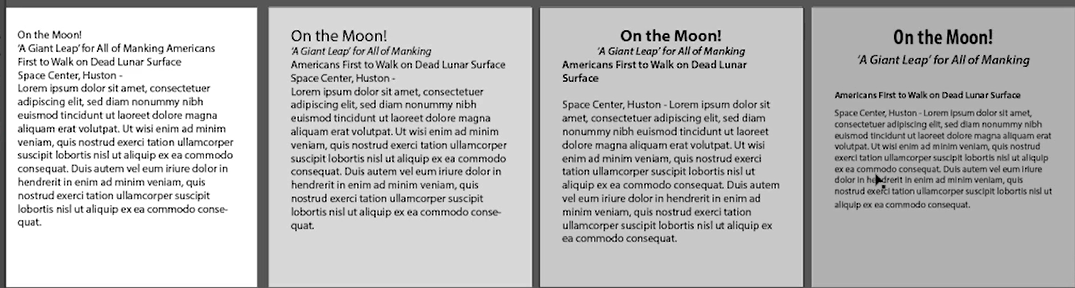 On the Moon!
‘A Giant Leap’ for All of Manking Americans
First to Walk on Dead Lunar Surface
Space Center, Huston -
Lorem ipsum dolor sit amet, consectetuer
adipiscing elit, sed diam nonummy nibh
euismod tincidunt ut laoreet dolore magna
aliquam erat volutpat. Ut wisi enim ad minim
veniam, quis nostrud exerci tation ullamcorper
suscipit lobortis nisl ut aliquip ex ea commodo
consequat. Duis autem vel eum iriure dolor in
hendrerit in enim ad minim veniam, quis
nostrud exerci tation ullamcorper suscipit
lobortis nisl ut aliquip ex ea commodo conse-
quat.
On the Moon!
‘A Giant Leap’ for All of Manking
Americans First to Walk on Dead Lunar Surface
Space Center, Huston -
Lorem ipsum dolor sit amet, consectetuer
adipiscing elit, sed diam nonummy nibh
euismod tincidunt ut laoreet dolore magna
aliquam erat volutpat. Ut wisi enim ad minim
veniam, quis nostrud exerci tation ullamcorper
suscipit lobortis nisl ut aliquip ex ea commodo
consequat. Duis autem vel eum iriure dolor in
hendrerit in enim ad minim veniam, quis
nostrud exerci tation ullamcorper suscipit
lobortis nisl ut aliquip ex ea commodo conse-
quat.
On the Moon!
‘A Giant Leap’ for All of Manking
Americans First to Walk on Dead Lunar
Surface
Space Center, Huston - Lorem ipsum dolor sit
amet, consectetuer adipiscing elit, sed diam
nonummy nibh euismod tincidunt ut laoreet
dolore magna aliquam erat volutpat. Ut wisi
enim ad minim veniam, quis nostrud exerci
tation ullamcorper suscipit lobortis nisl ut
aliquip ex ea commodo consequat. Duis autem
vel eum iriure dolor in hendrerit in enim ad
minim veniam, quis nostrud exerci tation
ullamcorper suscipit lobortis nisl ut aliquip ex
ea commodo consequat.
On the Moon!
‘A Giant Leap’ for All of Manking
Americans First to Walk on Dead Lunar Surface
Space Center, Huston - Lorem ipsum dolor sit amet,
consectetuer adipiscing elit, sed diam nonummy nibh
euismod tincidunt ut laoreet dolore magna aliquam erat
volutpat. Ut wisi enim ad minim veniam, quis nostrud
exerci tation ullamcorper suscipit lobortis nisl ut aliquip
ex ea commodo consequat. Duis autem vel eum iriure
dolor in hendrerit in enim ad minim veniam, quis
nostrud exerci tation ullamcorper suscipit lobortis nisl ut
aliquip ex ea commodo consequat.